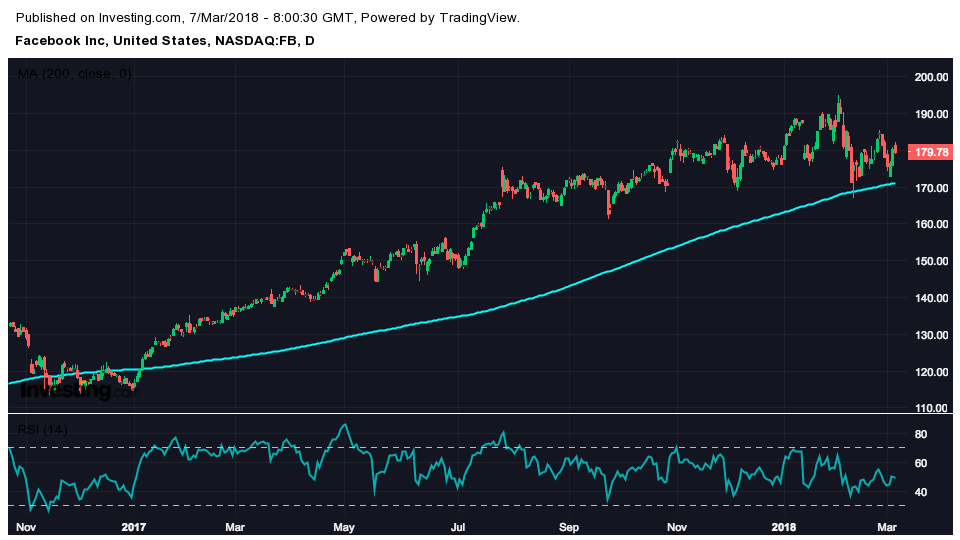 Published on Investing.com, 7/Mar/2018 - 8:00:30 GMT, Powered by TradingView.
Facebook Inc, United States, NASDAQ:FB, D
MA (200, close, 0)
200.00
190.00
179.78
170.00
160.00
150.00
140.00
130.00
120.00
110.00
Investing.com
RSI (14)
80
60
40
Nov 2017 Mar May Jul Sep Nov 2018 Mar